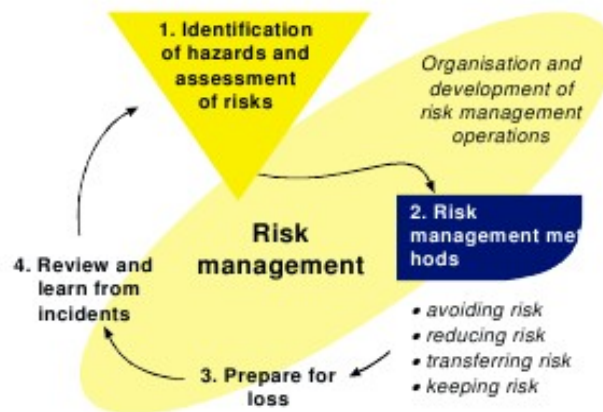 1. Identification
of hazards and
assessment
of risks
Organisation and
development of
risk management
operations
2. Risk
management met
hods
• avoiding risk
• reducing risk
• transferring risk
• keeping risk
3. Prepare for
loss
4. Review and
learn from
incidents
Risk
management